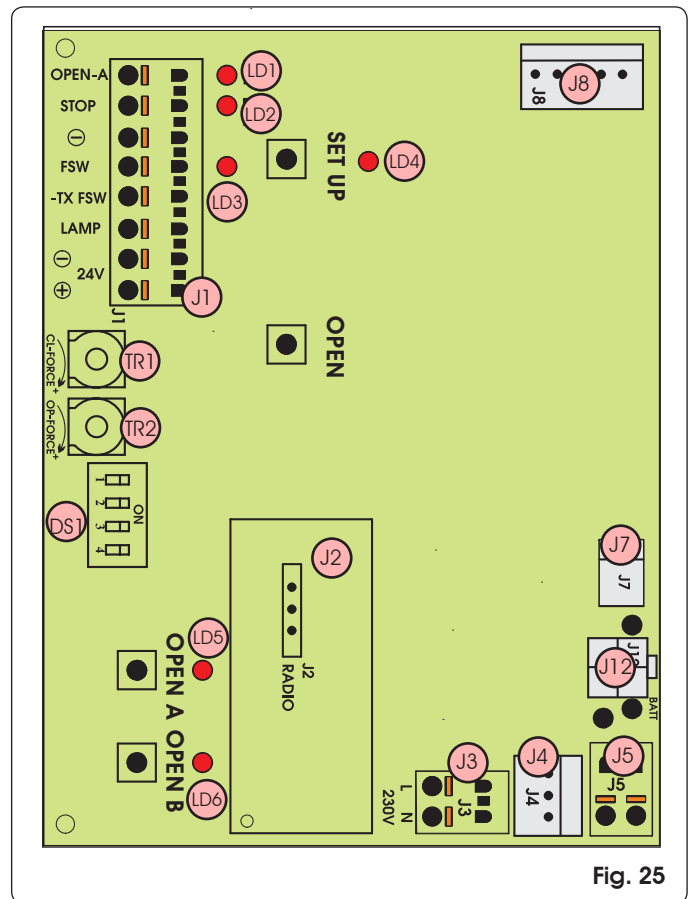 OPEN-A
LD1
STOP
LD2
⊖
FSW
LD3
-TX FSW
LAMP
⊖
24V
⊕
J1
J1
SET UP
LD4
J8
J8
OPEN
CL-FORCE +
TR1
OP-FORCE +
TR2
DS1
1
2
3
4
ON
J2
J2
RADIO
OPEN A
LD5
OPEN B
LD6
J7
J7
J12
BATT
J3
L
N
230V
J3
J4
J4
J5
J5
Fig. 25